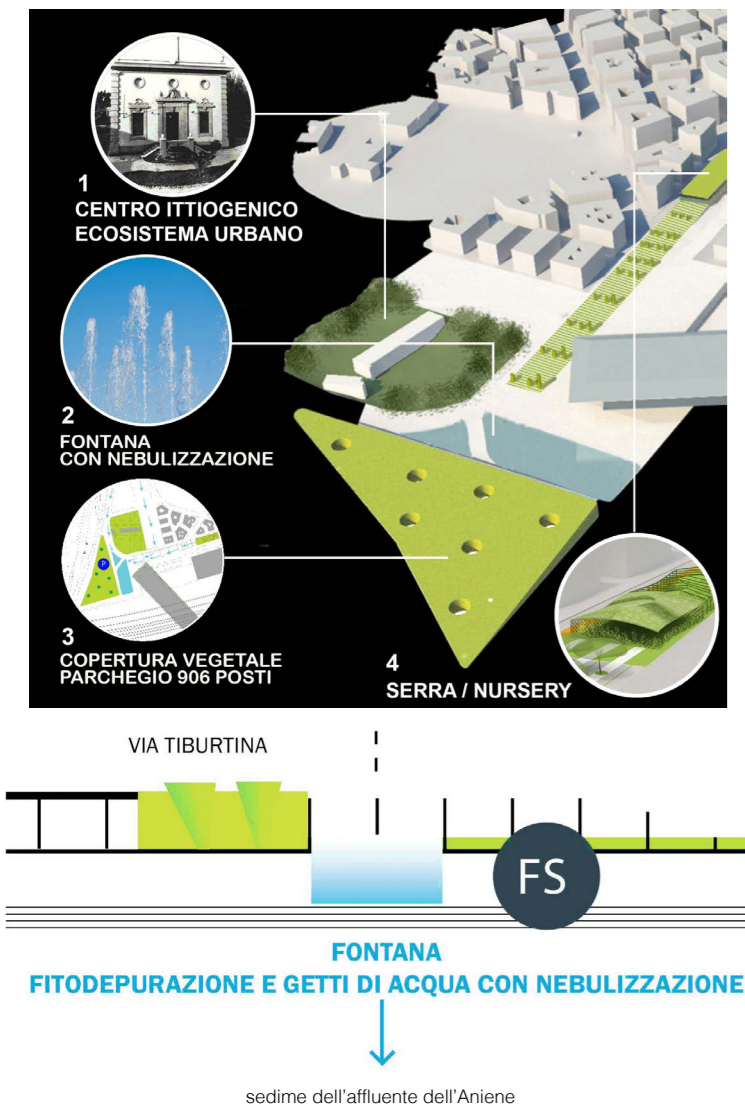 1
CENTRO ITTIOGENICO
ECOSISTEMA URBANO
2
FONTANA
CON NEBULIZZAZIONE
P
3
COPERTURA VEGETALE
PARCHEGIO 906 POSTI
4
SERRA / NURSERY
VIA TIBURTINA
FS
FONTANA
FITODEPURAZIONE E GETTI DI ACQUA CON NEBULIZZAZIONE
sedime dell'affluente dell'Aniene